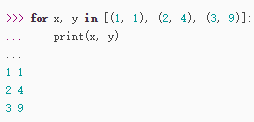 >>> for x, y in [(1, 1), (2, 4), (3, 9)]:
...     print(x, y)
...
1 1
2 4
3 9